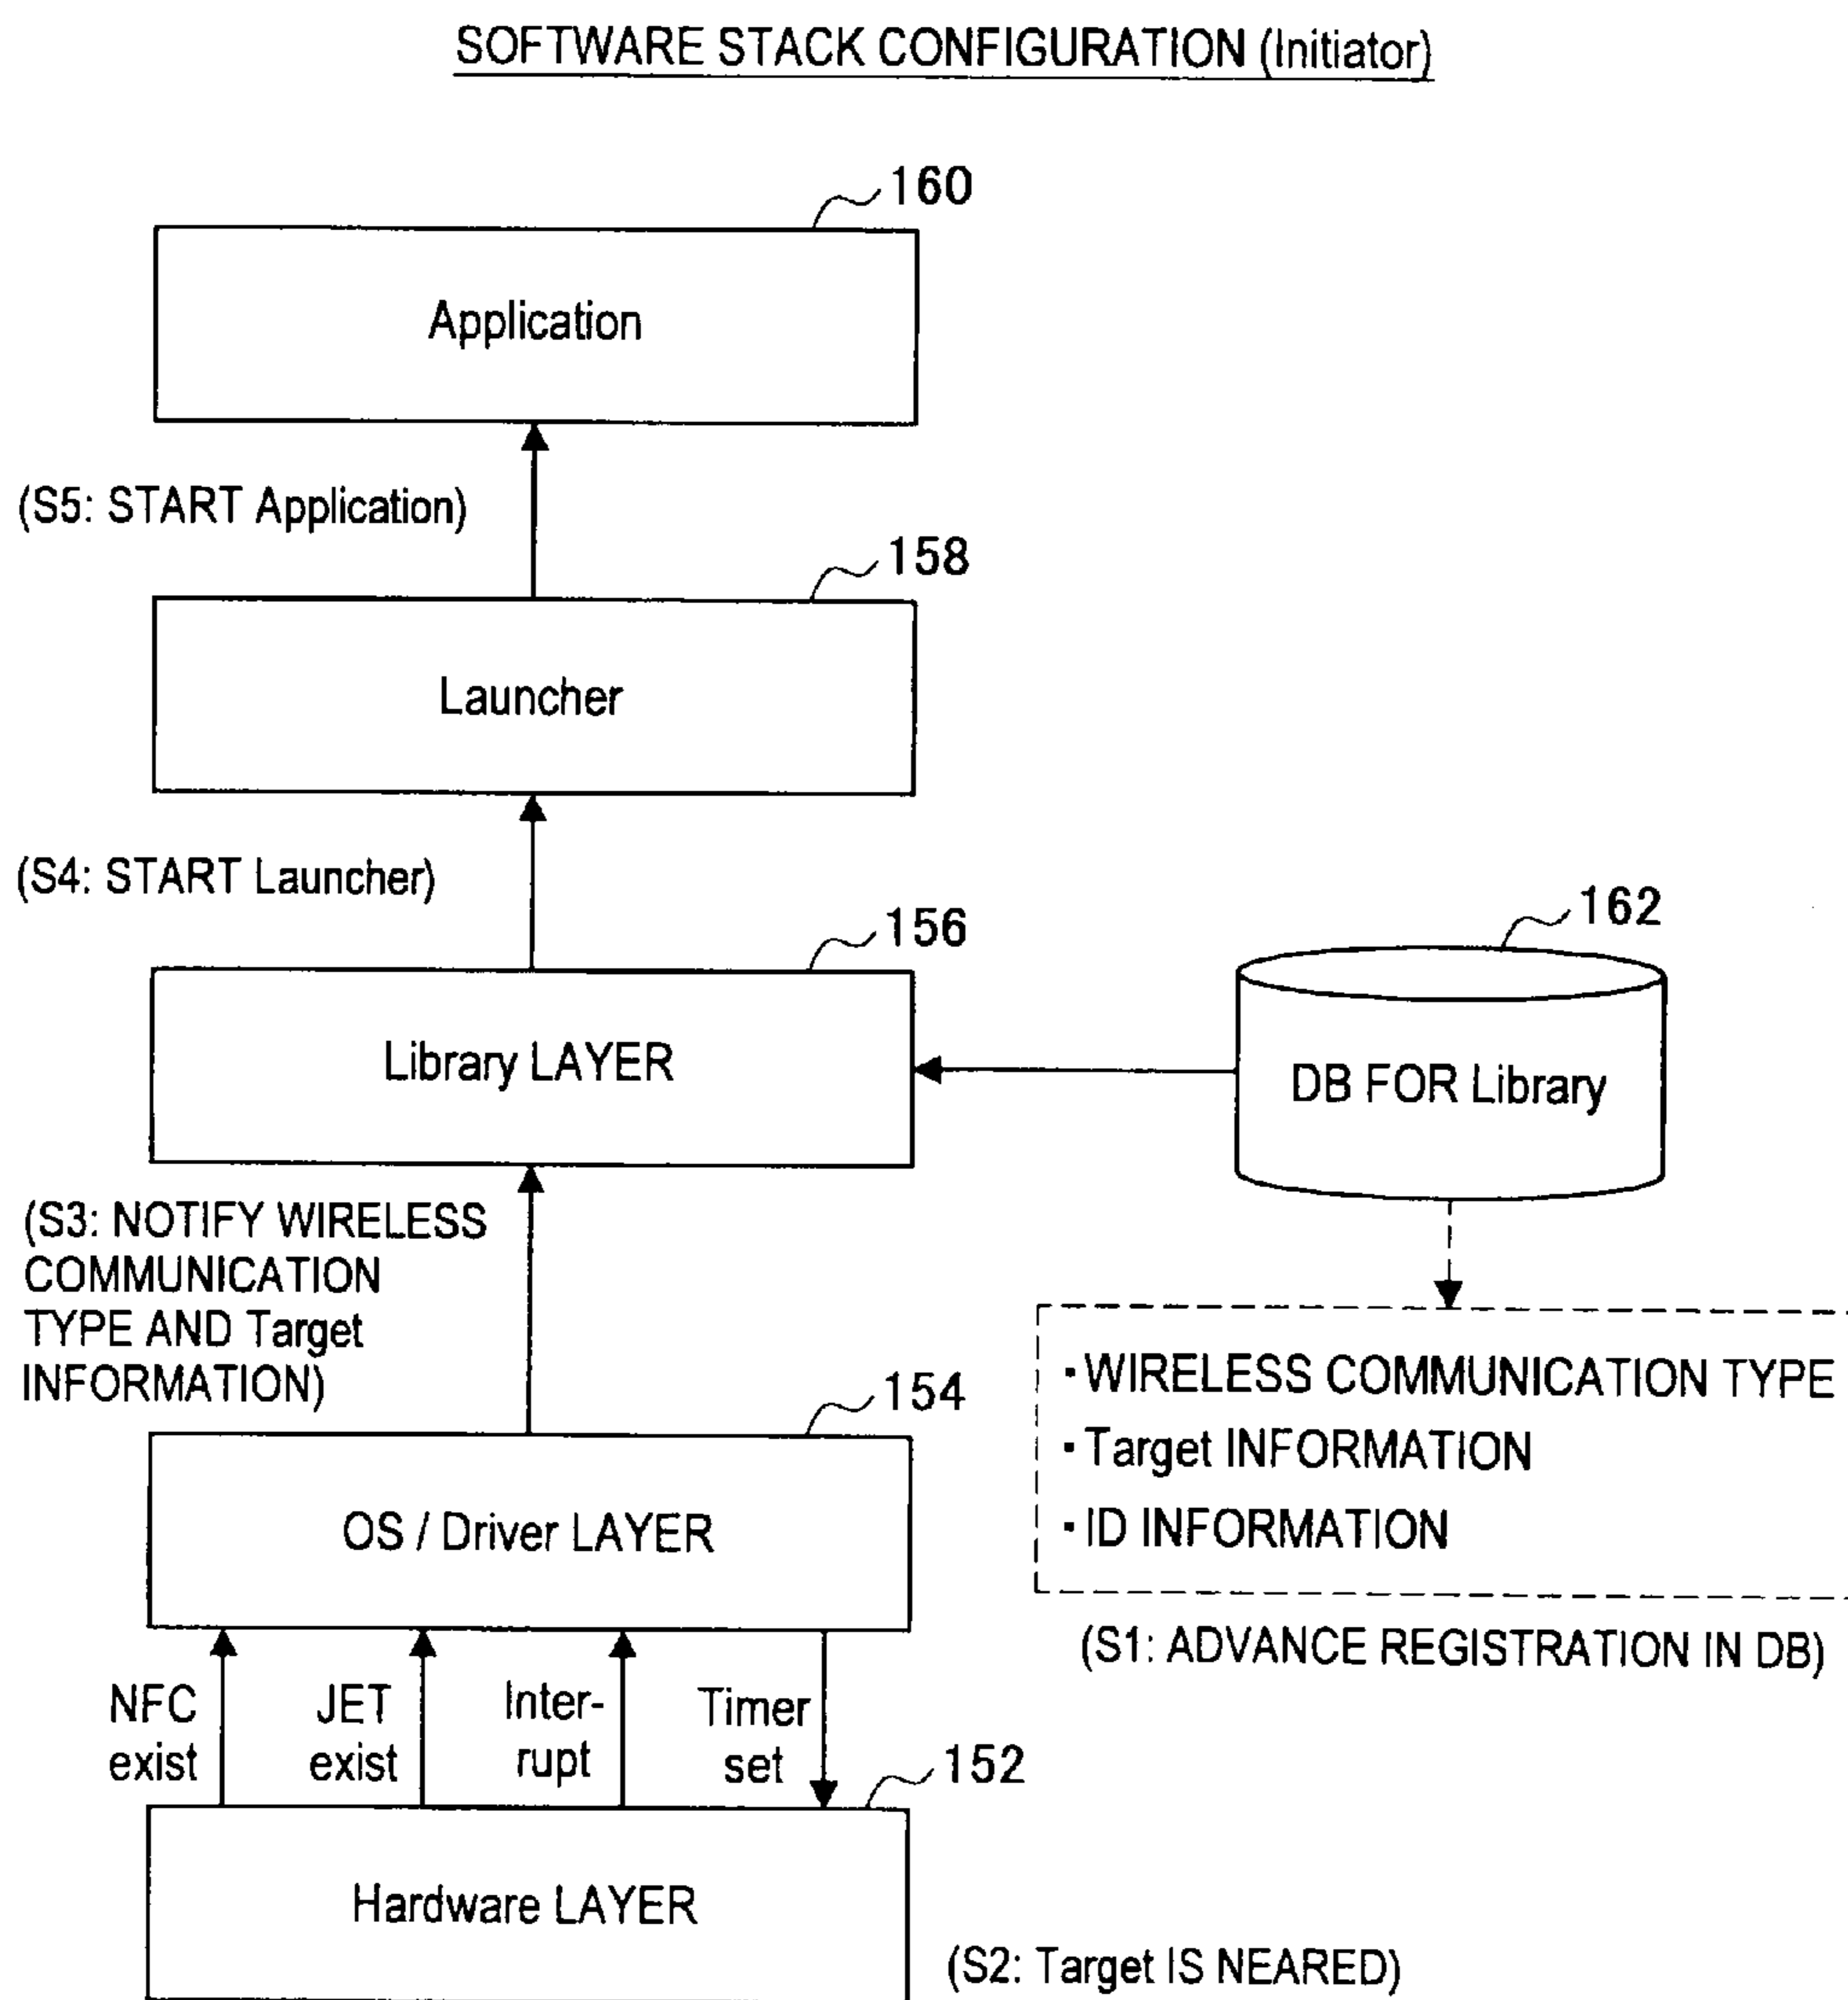 SOFTWARE STACK CONFIGURATION (Initiator)
160
Application
(S5: START Application)
158
Launcher
(S4: START Launcher)
156
162
Library LAYER
DB FOR Library
(S3: NOTIFY WIRELESS
COMMUNICATION
TYPE AND Target
INFORMATION)
154
・WIRELESS COMMUNICATION TYPE
・Target INFORMATION
・ID INFORMATION
OS / Driver LAYER
(S1: ADVANCE REGISTRATION IN DB)
NFC
exist
JET
exist
Inter-
rupt
Timer
set
152
Hardware LAYER
(S2: Target IS NEARED)